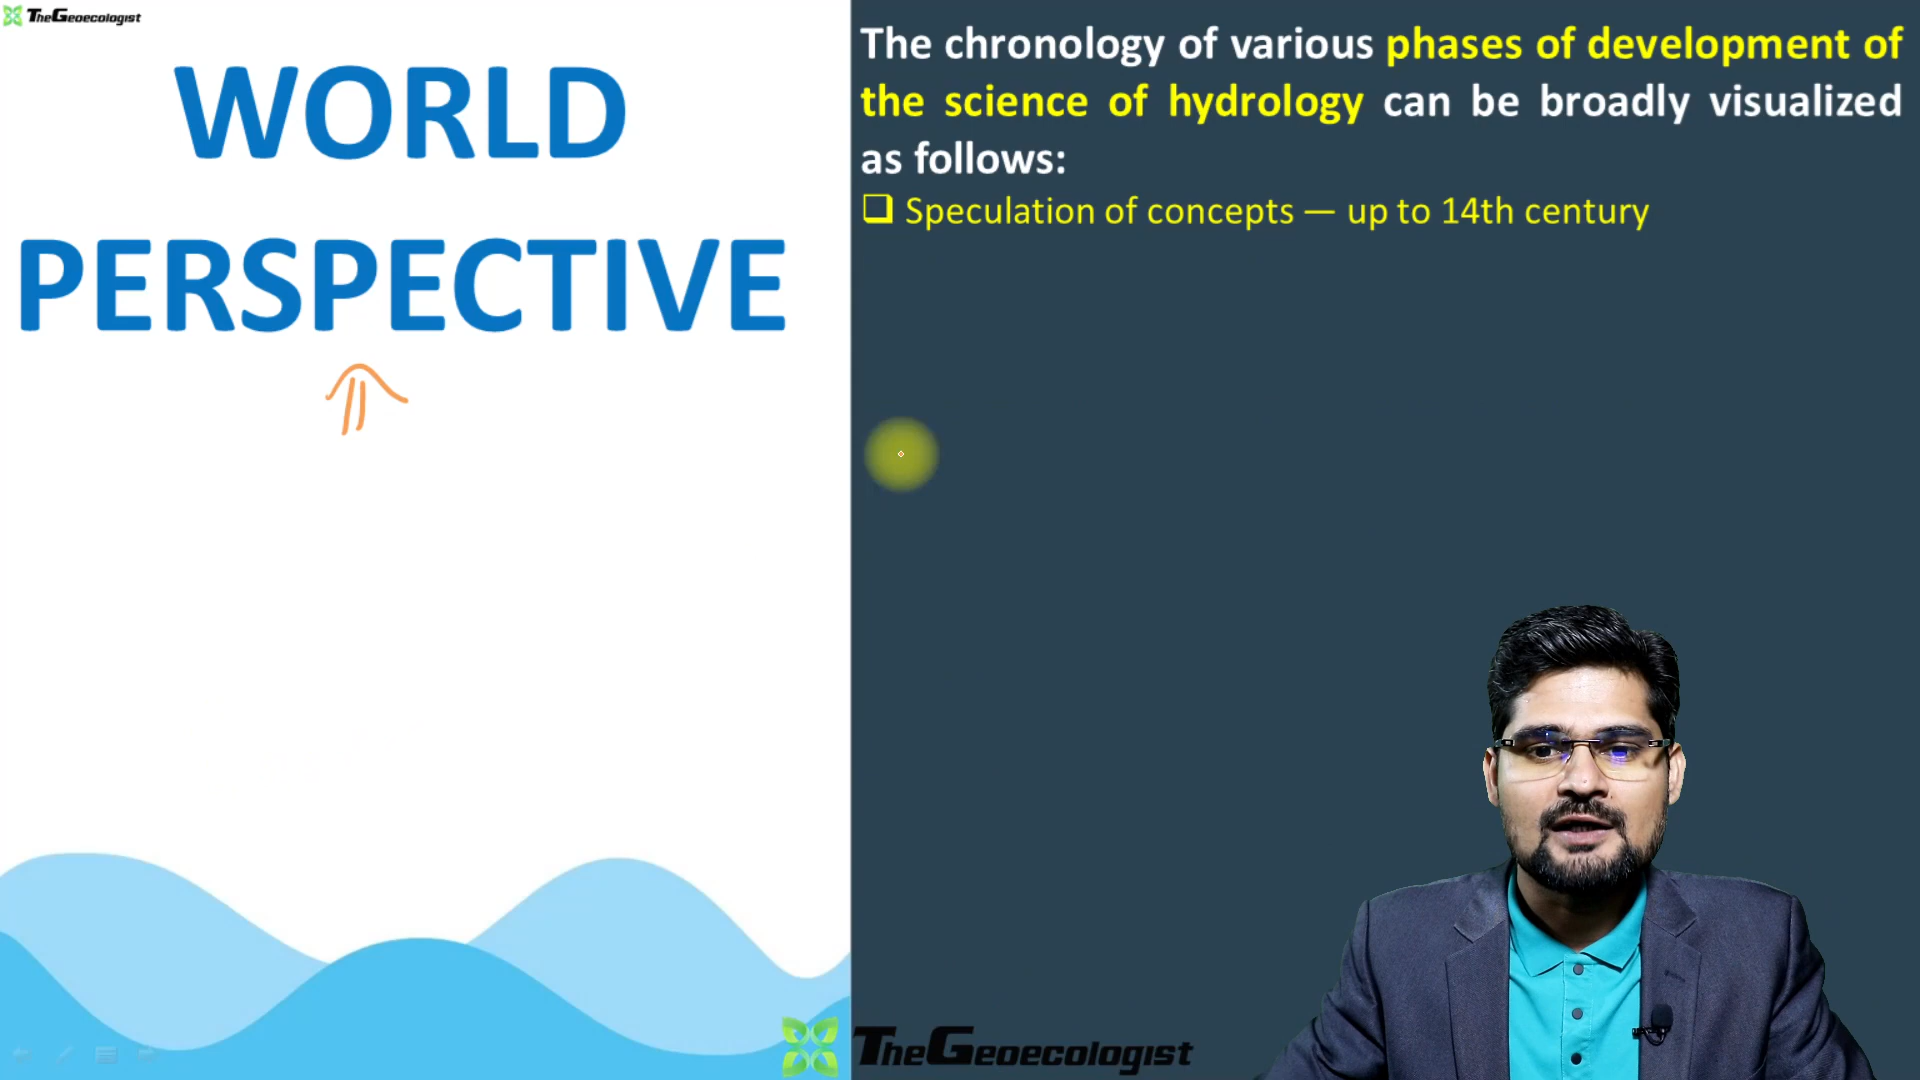 TheGeoecologist
WORLD
PERSPECTIVE
The chronology of various phases of development of
the science of hydrology can be broadly visualized
as follows:
❑ Speculation of concepts — up to 14th century
TheGeoecologist